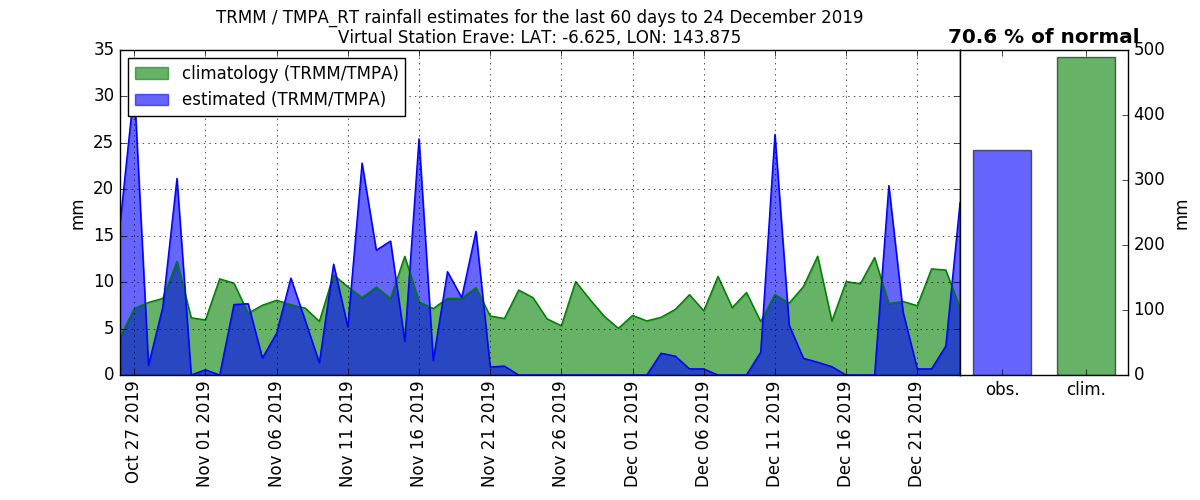 TRMM / TMPA_RT rainfall estimates for the last 60 days to 24 December 2019
Virtual Station Erave: LAT: -6.625, LON: 143.875
70.6 % of normal
climatology (TRMM/TMPA)
estimated (TRMM/TMPA)
mm
35
30
25
20
15
10
5
0
Oct 27 2019
Nov 01 2019
Nov 06 2019
Nov 11 2019
Nov 16 2019
Nov 21 2019
Nov 26 2019
Dec 01 2019
Dec 06 2019
Dec 11 2019
Dec 16 2019
Dec 21 2019
obs.
clim.
500
400
300
200
100
0
mm